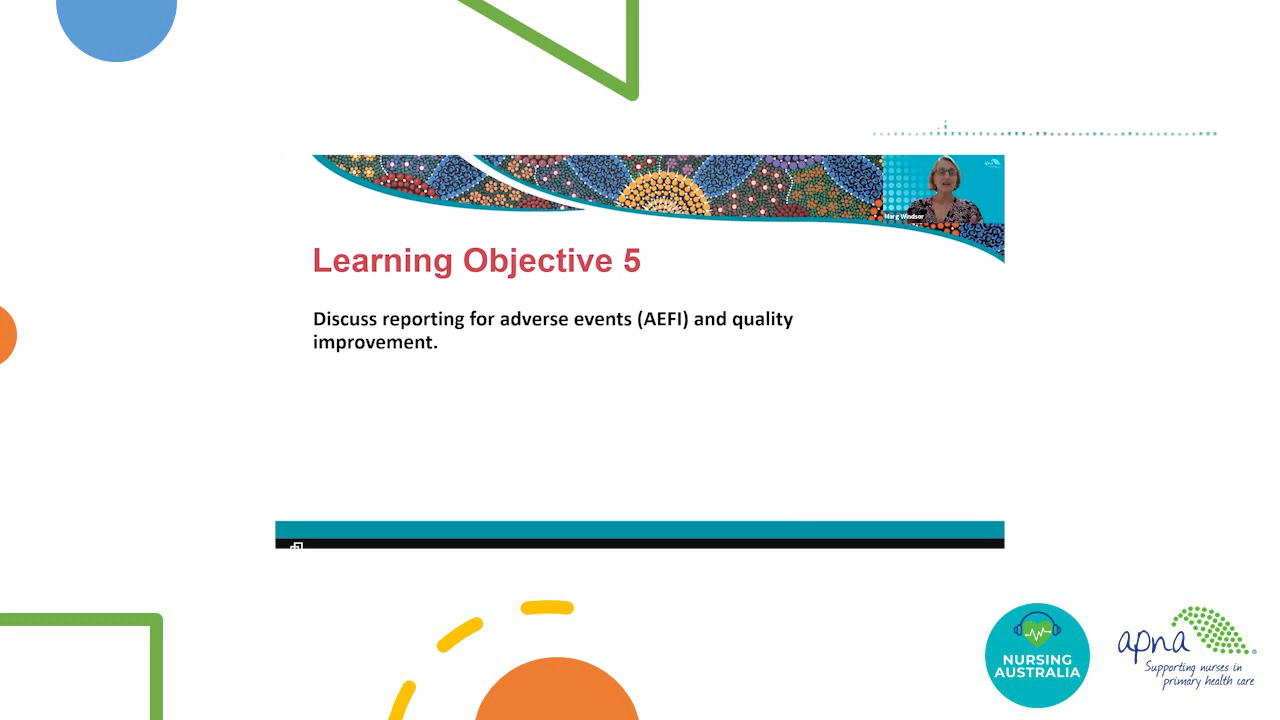 Marg Windsor
Learning Objective 5
Discuss reporting for adverse events (AEFI) and quality
improvement.
NURSING
AUSTRALIA
apna
Supporting nurses in
primary health care